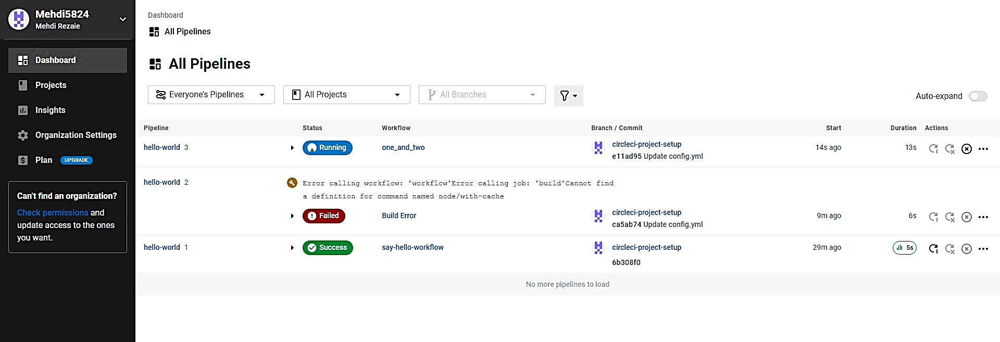 Mehdi5824
Mehdi Rezaie
Dashboard
Projects
Insights
Organization Settings
Plan UPGRADE
Can't find an organization?
Check permissions and
update access to the ones
you want.
Dashboard
All Pipelines
All Pipelines
Everyone's Pipelines All Projects All Branches Auto-expand
Pipeline Status Workflow Branch / Commit Start Duration Actions
hello-world 3 Running one_and_two circleci-project-setup 14s ago 13s
e11ad95 Update config.yml
hello-world 2 Error calling workflow: 'workflow'Error calling job: 'build'Cannot find
a definition for command named node/with-cache
Failed Build Error circleci-project-setup 9m ago 6s
ca5ab74 Update config.yml
hello-world 1 Success say-hello-workflow circleci-project-setup 29m ago 5s
6b308f0
No more pipelines to load